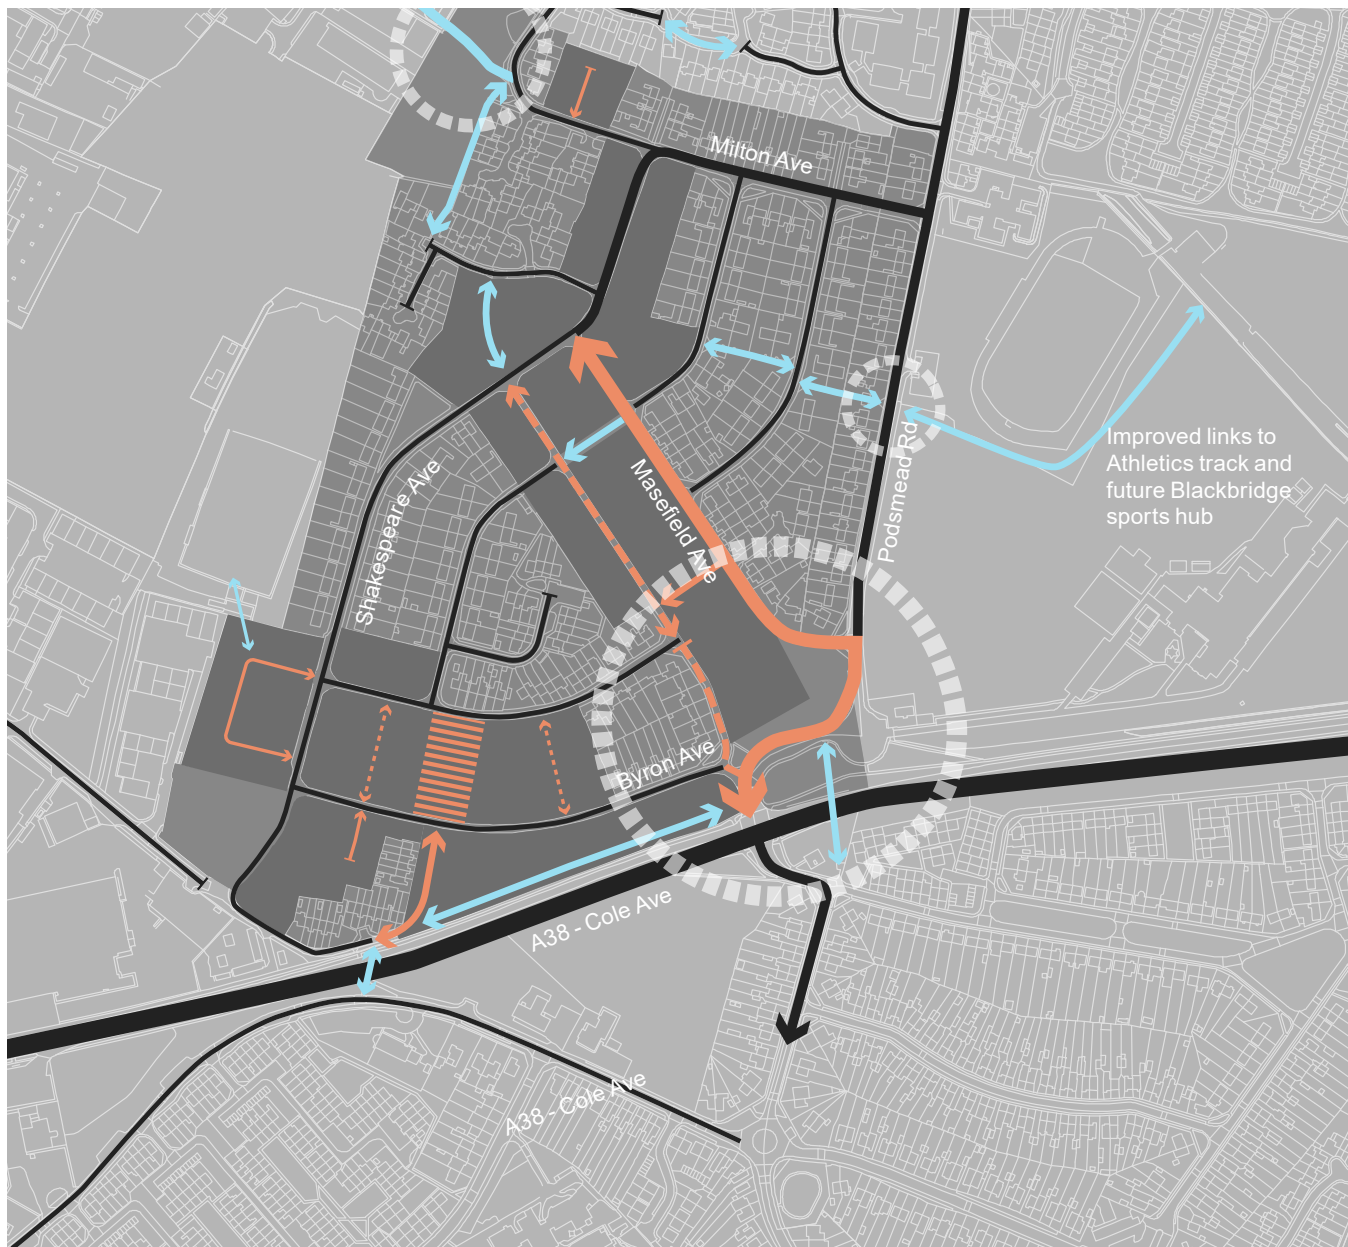 Milton Ave
Improved links to
Athletics track and
future Blackbridge
sports hub
Podsmead Rd
Masefield Ave
Shakespeare Ave
Byron Ave
A38 - Cole Ave
A38 - Cole Ave